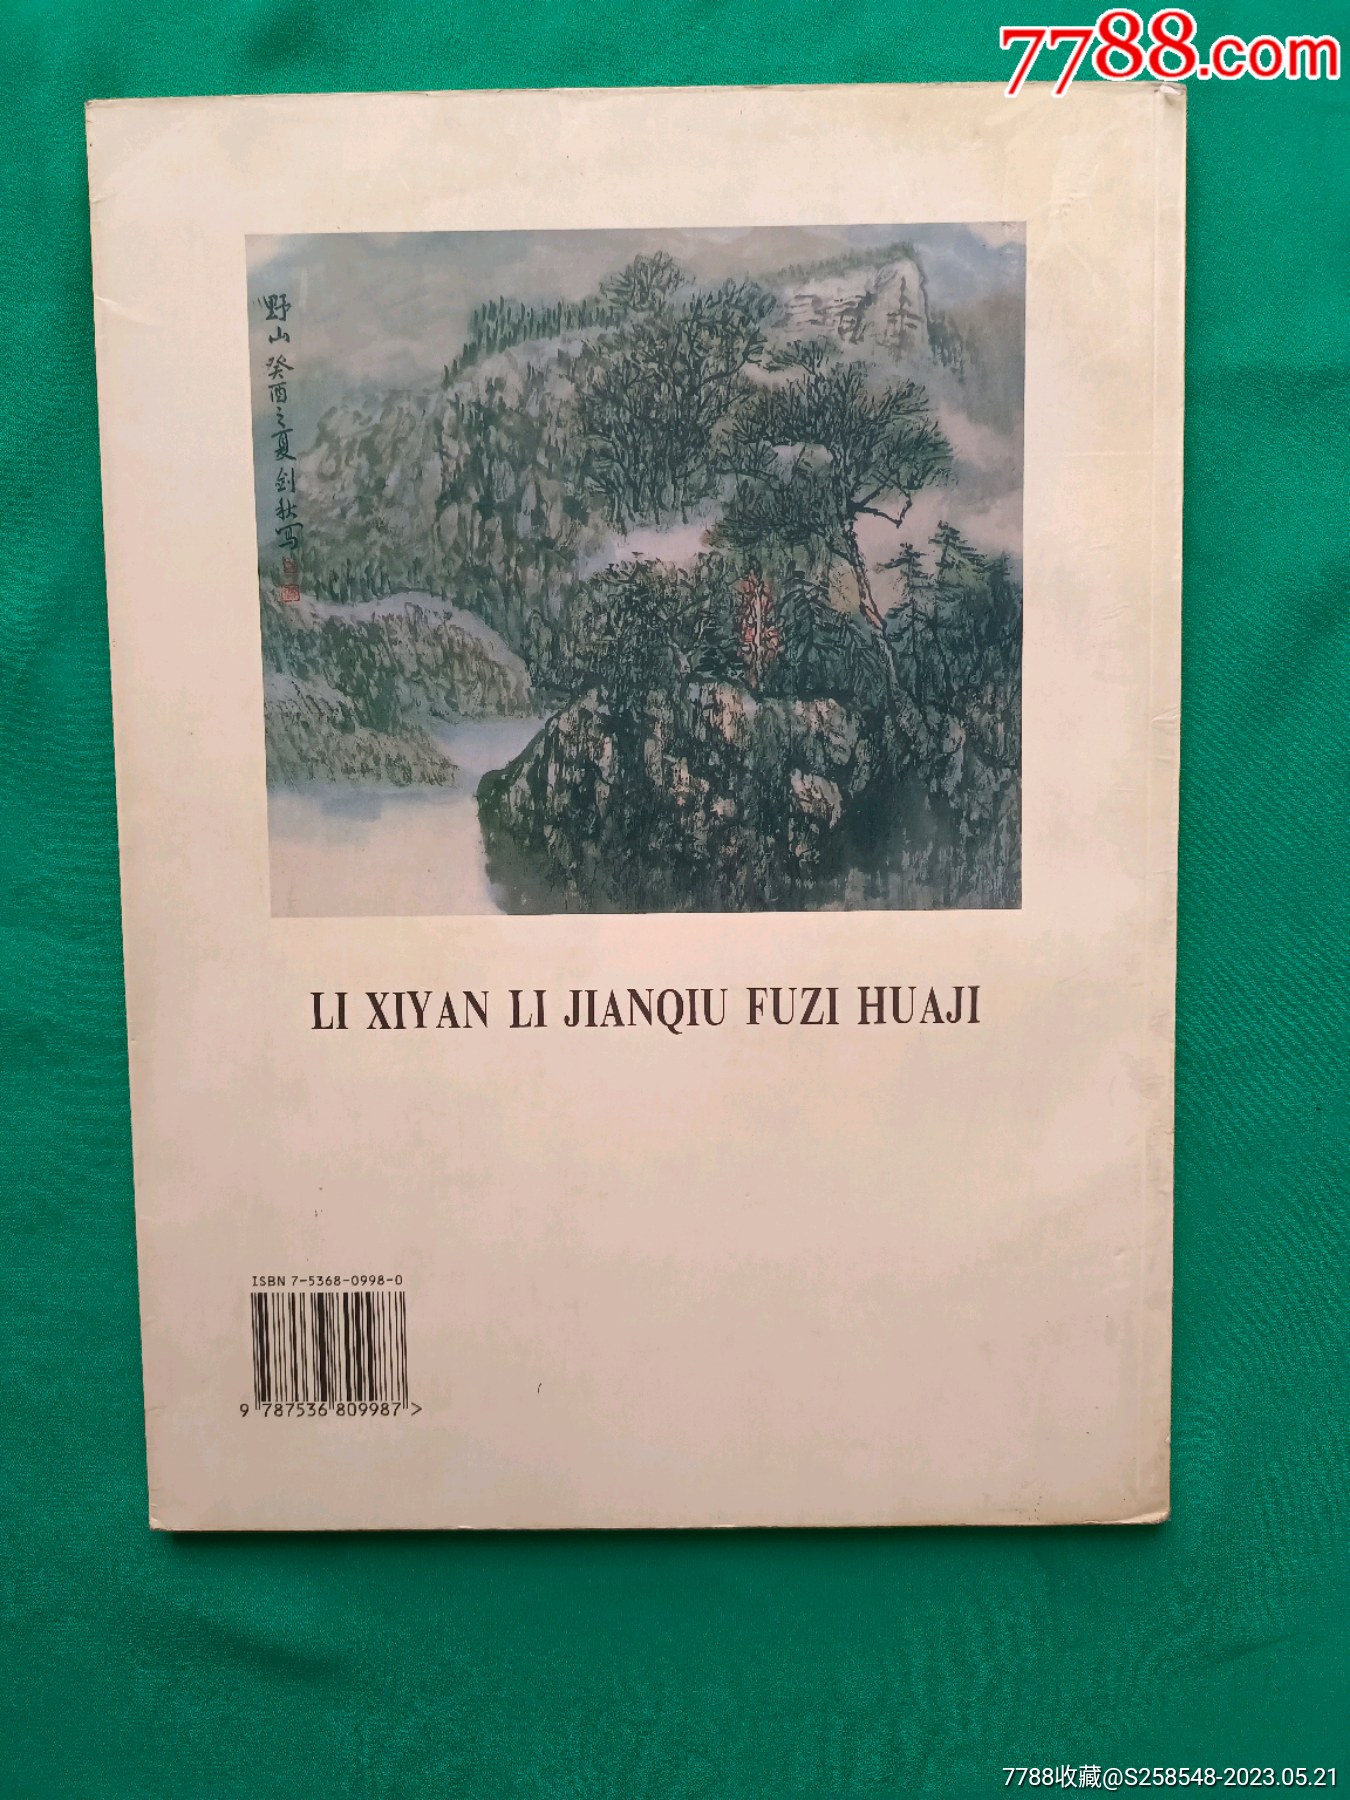 7788.com
野山 癸酉之夏 剑秋写
LI XIYAN LI JIANQIU FUZI HUAJI
ISBN 7-5368-0998-0
9 787536 809987 >
7788收藏@S258548-2023.05.21